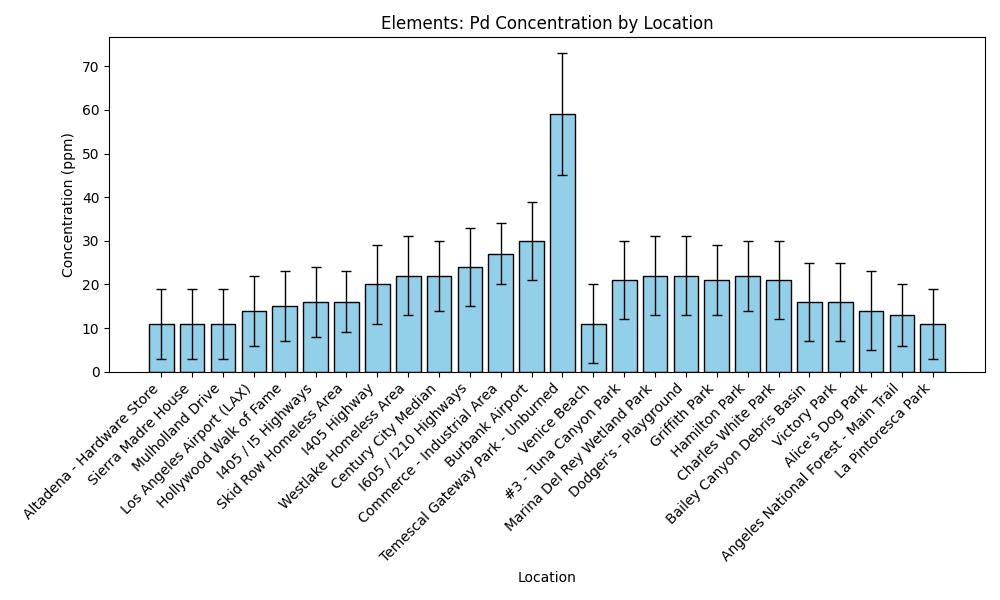 Elements: Pd Concentration by Location
Concentration (ppm)
70
60
50
40
30
20
10
0
Altadena - Hardware Store
Sierra Madre House
Mulholland Drive
Los Angeles Airport (LAX)
Hollywood Walk of Fame
I405 / I5 Highways
Skid Row Homeless Area
I405 Highway
Westlake Homeless Area
Century City Median
I605 / I210 Highways
Commerce - Industrial Area
Burbank Airport
Temescal Gateway Park - Unburned
Venice Beach
#3 - Tuna Canyon Park
Marina Del Rey Wetland Park
Dodger's - Playground
Griffith Park
Hamilton Park
Charles White Park
Bailey Canyon Debris Basin
Victory Park
Alice's Dog Park
Angeles National Forest - Main Trail
La Pintoresca Park
Location